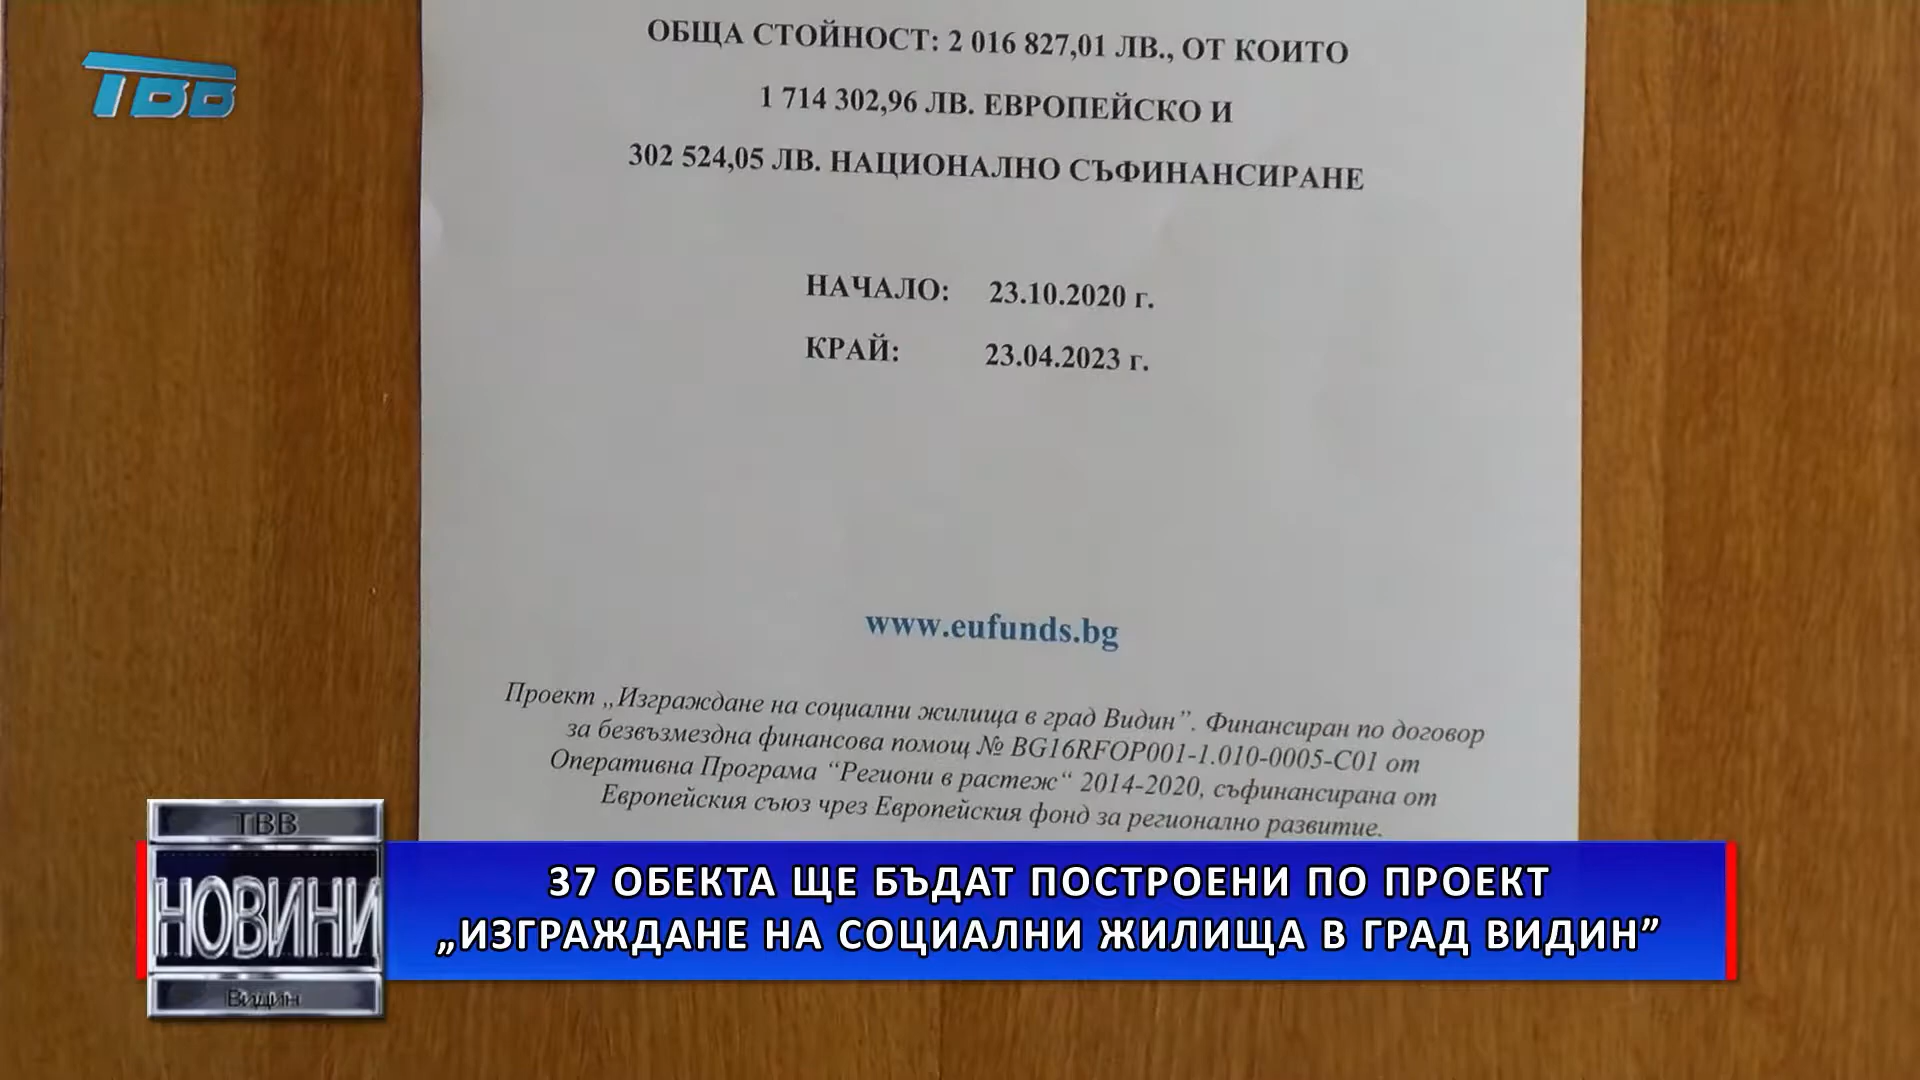 ТВВ
ОБЩА СТОЙНОСТ: 2 016 827,01 ЛВ., ОТ КОИТО
1 714 302,96 ЛВ. ЕВРОПЕЙСКО И
302 524,05 ЛВ. НАЦИОНАЛНО СЪФИНАНСИРАНЕ
НАЧАЛО: 23.10.2020 г.
КРАЙ: 23.04.2023 г.
www.eufunds.bg
Проект „Изграждане на социални жилища в град Видин”. Финансиран по договор
за безвъзмездна финансова помощ № BG16RFOP001-1.010-0005-C01 от
Оперативна Програма “Региони в растеж“ 2014-2020, съфинансирана от
Европейския съюз чрез Европейския фонд за регионално развитие.
ТВВ
НОВИНИ
Видин
37 ОБЕКТА ЩЕ БЪДАТ ПОСТРОЕНИ ПО ПРОЕКТ
„ИЗГРАЖДАНЕ НА СОЦИАЛНИ ЖИЛИЩА В ГРАД ВИДИН”